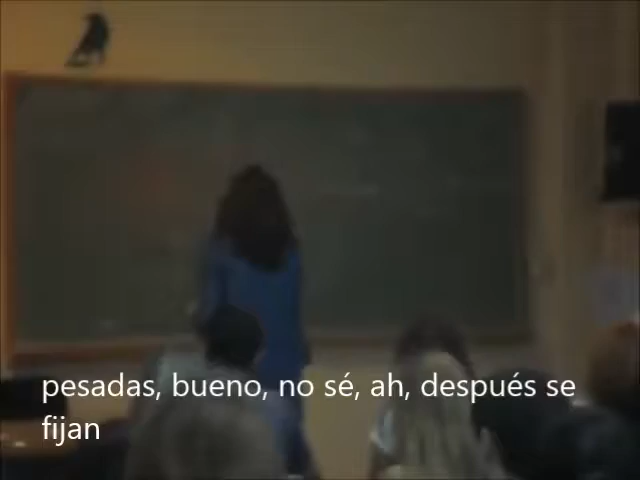 pesadas, bueno, no sé, ah, después se
fijan